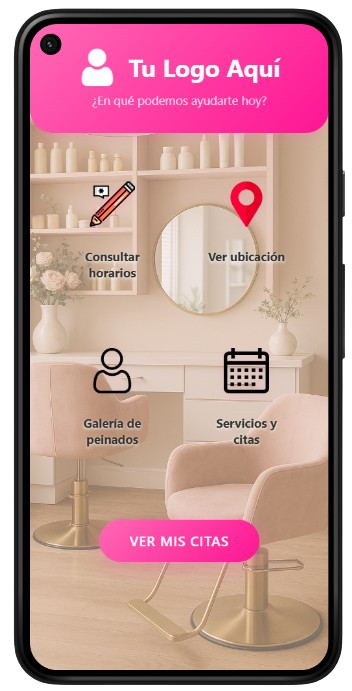 Tu Logo Aquí
¿En qué podemos ayudarte hoy?
Consultar
horarios
Ver ubicación
Galería de
peinados
Servicios y
citas
VER MIS CITAS